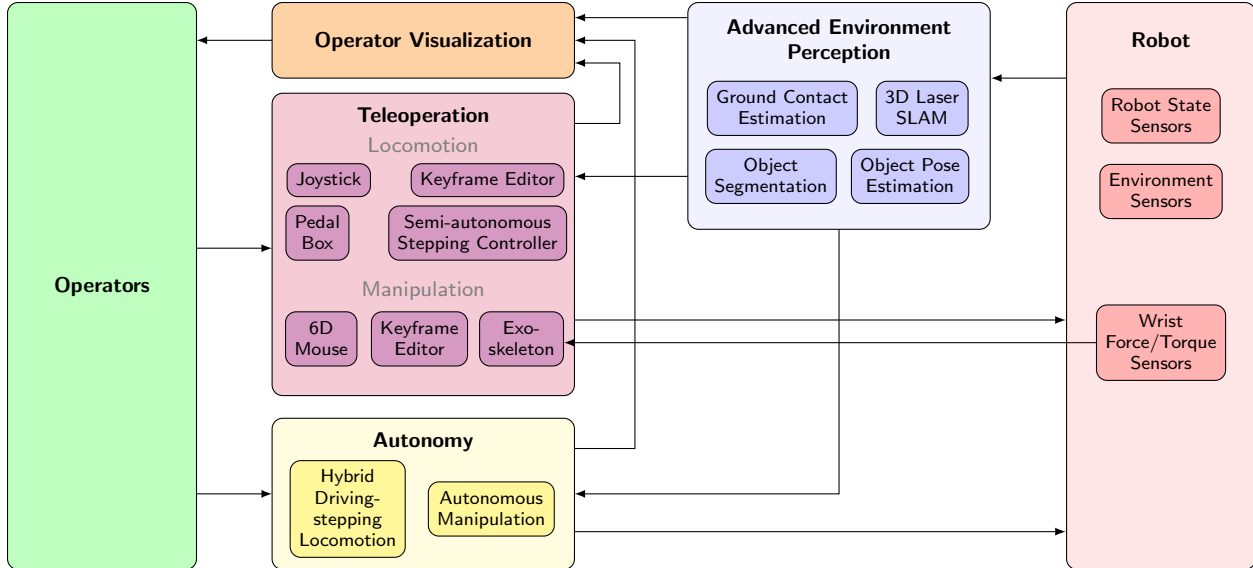 Operators
Operator Visualization
Teleoperation
Locomotion
Joystick
Keyframe Editor
Pedal
Box
Semi-autonomous
Stepping Controller
Manipulation
6D
Mouse
Keyframe
Editor
Exo-
skeleton
Autonomy
Hybrid
Driving-
stepping
Locomotion
Autonomous
Manipulation
Advanced Environment
Perception
Ground Contact
Estimation
3D Laser
SLAM
Object
Segmentation
Object Pose
Estimation
Robot
Robot State
Sensors
Environment
Sensors
Wrist
Force/Torque
Sensors